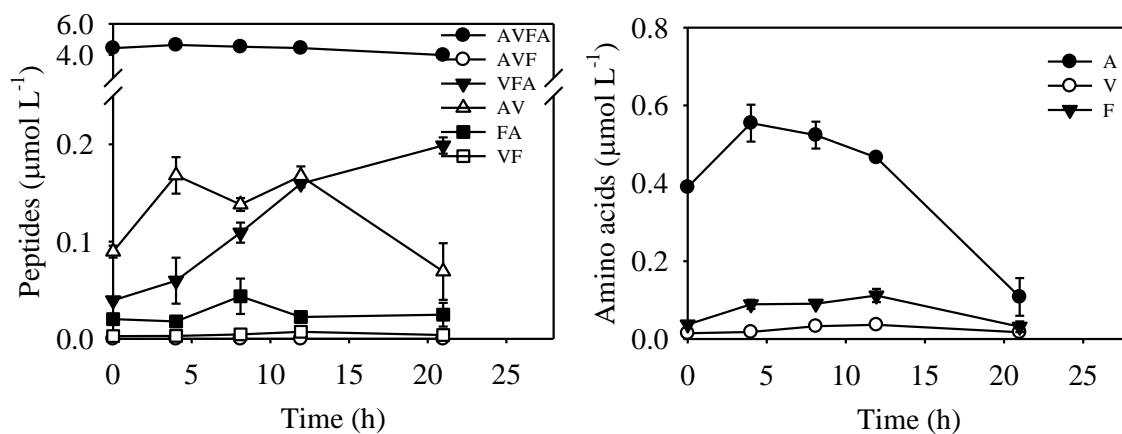 6.0
4.0
0.2
0.1
0.0
Peptides (µmol L⁻¹)
AVFA
AVF
VFA
AV
FA
VF
0 5 10 15 20 25
Time (h)
0.8
0.6
0.4
0.2
0.0
Amino acids (µmol L⁻¹)
A
V
F
0 5 10 15 20 25
Time (h)